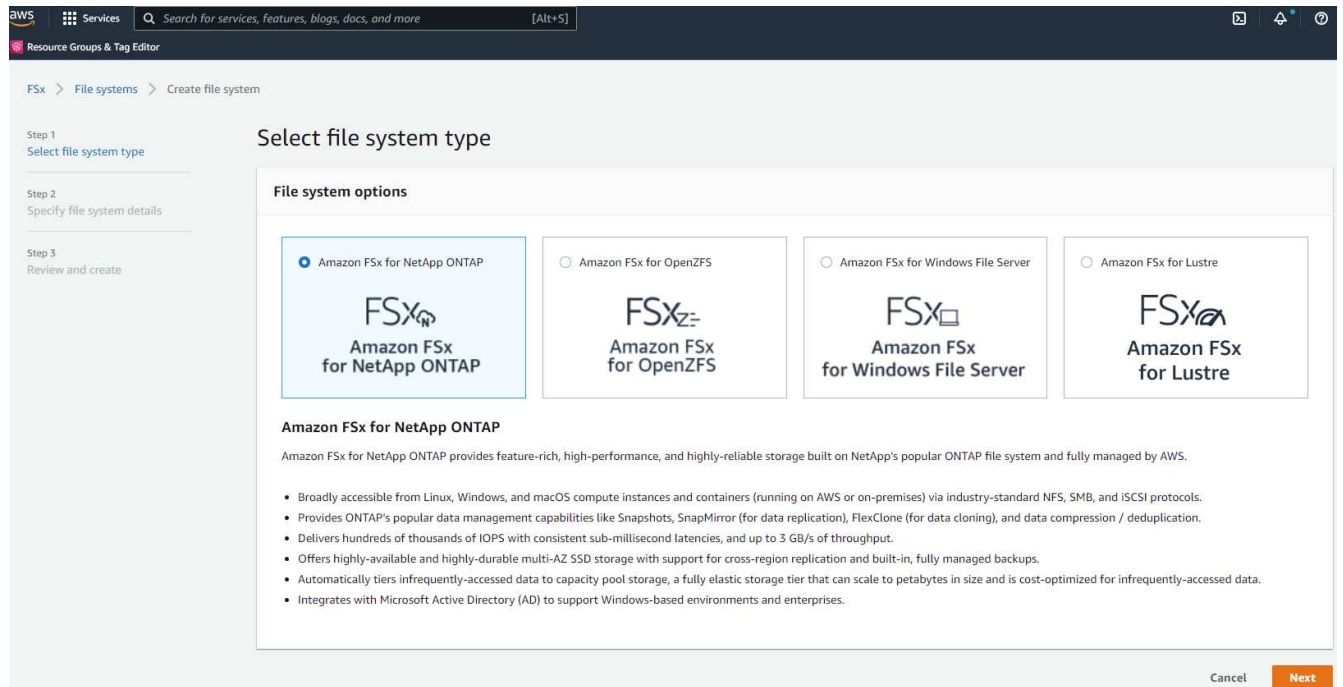 aws
Services
Search for services, features, blogs, docs, and more
[Alt+S]
Resource Groups & Tag Editor
FSx > File systems > Create file system
Step 1
Select file system type
Step 2
Specify file system details
Step 3
Review and create
Select file system type
File system options
Amazon FSx for NetApp ONTAP
FSx N
Amazon FSx
for NetApp ONTAP
Amazon FSx for OpenZFS
FSx Z
Amazon FSx
for OpenZFS
Amazon FSx for Windows File Server
FSx
Amazon FSx
for Windows File Server
Amazon FSx for Lustre
FSx
Amazon FSx
for Lustre
Amazon FSx for NetApp ONTAP
Amazon FSx for NetApp ONTAP provides feature-rich, high-performance, and highly-reliable storage built on NetApp's popular ONTAP file system and fully managed by AWS.
• Broadly accessible from Linux, Windows, and macOS compute instances and containers (running on AWS or on-premises) via industry-standard NFS, SMB, and iSCSI protocols.
• Provides ONTAP's popular data management capabilities like Snapshots, SnapMirror (for data replication), FlexClone (for data cloning), and data compression / deduplication.
• Delivers hundreds of thousands of IOPS with consistent sub-millisecond latencies, and up to 3 GB/s of throughput.
• Offers highly-available and highly-durable multi-AZ SSD storage with support for cross-region replication and built-in, fully managed backups.
• Automatically tiers infrequently-accessed data to capacity pool storage, a fully elastic storage tier that can scale to petabytes in size and is cost-optimized for infrequently-accessed data.
• Integrates with Microsoft Active Directory (AD) to support Windows-based environments and enterprises.
Cancel
Next